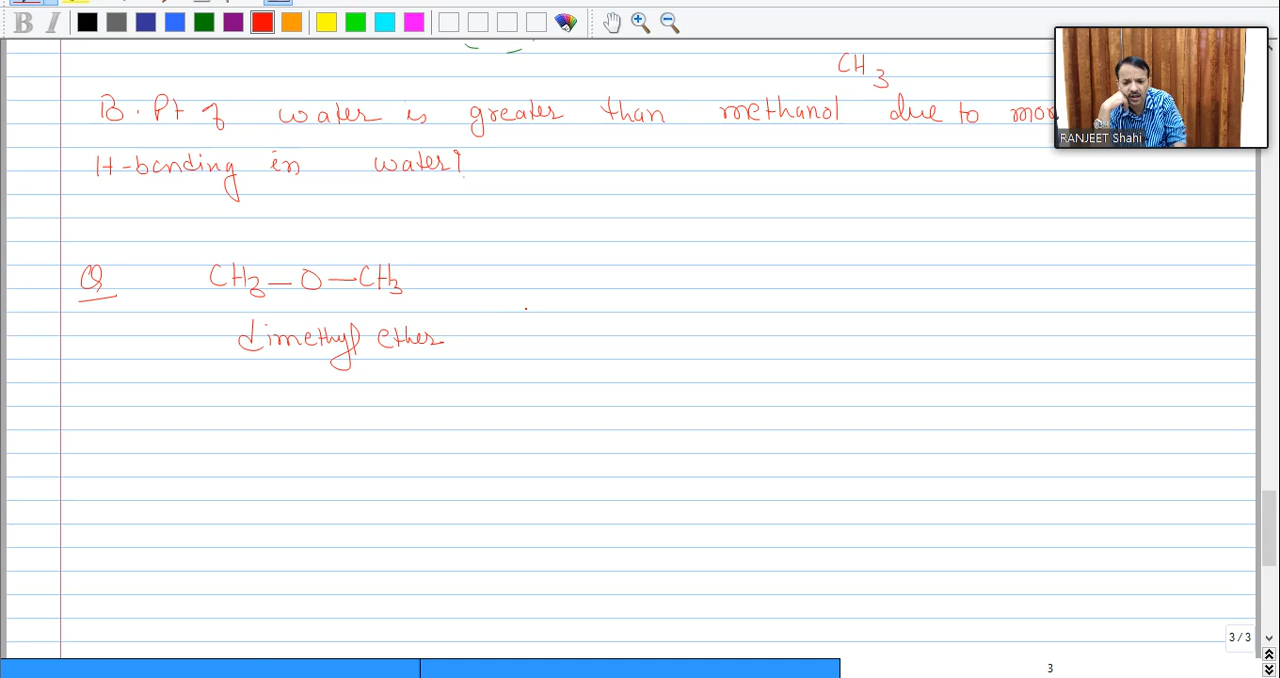 B I
CH3
B.Pt of water is greater than methanol due to
H-bonding in water?
Q CH3—O—CH3
dimethyl ether
RANJEET Shahi
3 / 3
3